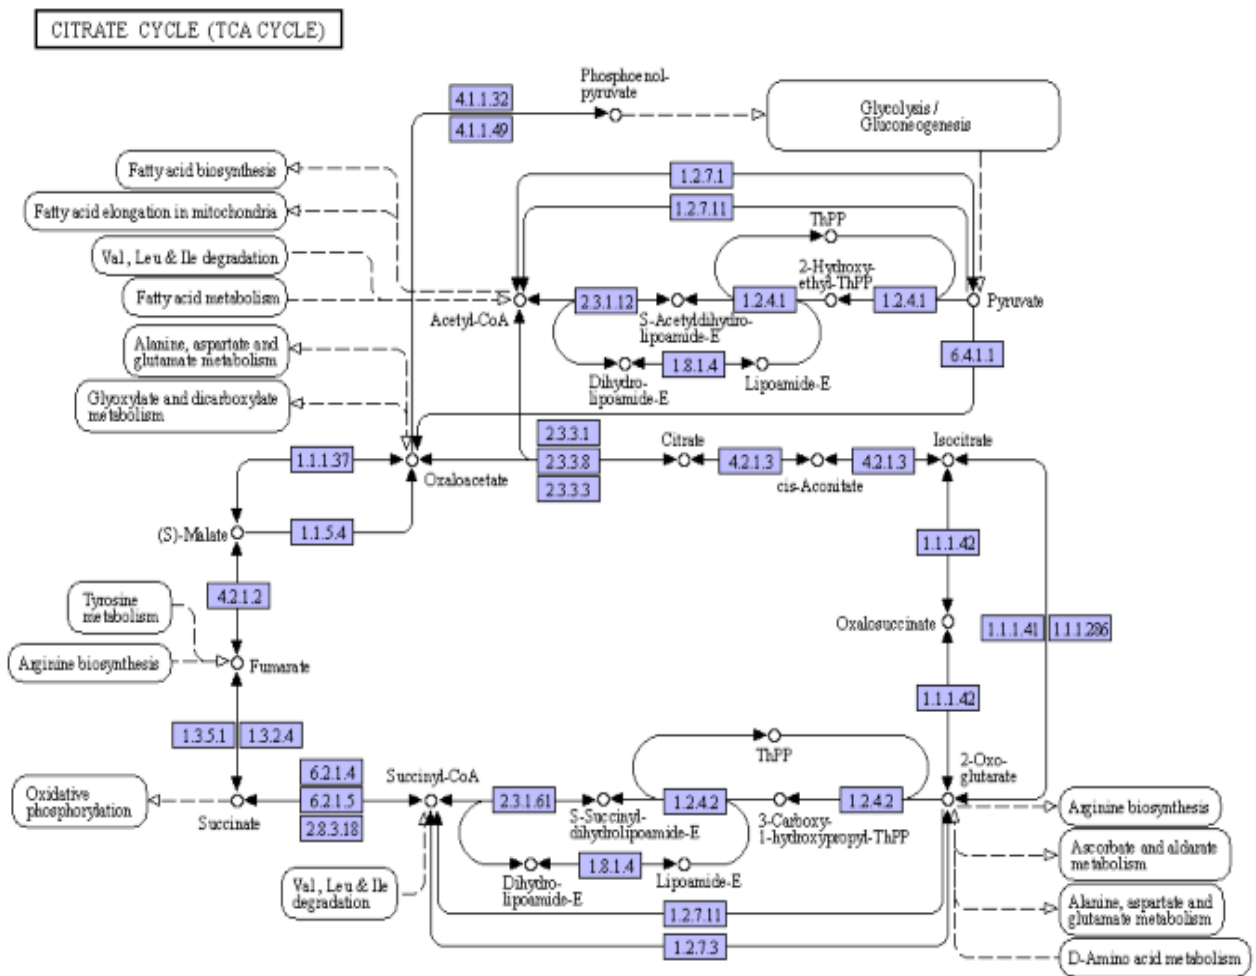 CITRATE CYCLE (TCA CYCLE)
Phosphoenol-
pyruvate
4.1.1.32
4.1.1.49
Glycolysis /
Gluconeogenesis
Fatty acid biosynthesis
1.2.7.1
Fatty acid elongation in mitochondria
1.2.7.11
ThPP
Val, Leu & Ile degradation
2-Hydroxy-
ethyl-ThPP
Fatty acid metabolism
Acetyl-CoA
2.3.1.12
S-Acetyldihydro-
lipoamide-E
1.2.4.1
1.2.4.1
Pyruvate
Alanine, aspartate and
glutamate metabolism
Dihydro-
lipoamide-E
1.8.1.4
Lipoamide-E
6.4.1.1
Glyoxylate and dicarboxylate
metabolism
1.1.1.37
Oxaloacetate
2.3.3.1
2.3.3.8
2.3.3.3
Citrate
4.2.1.3
cis-Aconitate
4.2.1.3
Isocitrate
(S)-Malate
1.1.5.4
1.1.1.42
4.2.1.2
Tyrosine
metabolism
Oxalosuccinate
1.1.1.41
1.1.1.286
Arginine biosynthesis
Fumarate
1.1.1.42
1.3.5.1
1.3.2.4
ThPP
Oxidative
phosphorylation
Succinate
6.2.1.4
6.2.1.5
2.8.3.18
Succinyl-CoA
2.3.1.61
S-Succinyl-
dihydrolipoamide-E
1.2.4.2
3-Carboxy-
1-hydroxypropyl-ThPP
1.2.4.2
2-Oxo-
glutarate
Arginine biosynthesis
Val, Leu & Ile
degradation
Dihydro-
lipoamide-E
1.8.1.4
Lipoamide-E
Ascorbate and aldarate
metabolism
1.2.7.11
Alanine, aspartate and
glutamate metabolism
1.2.7.3
D-Amino acid metabolism